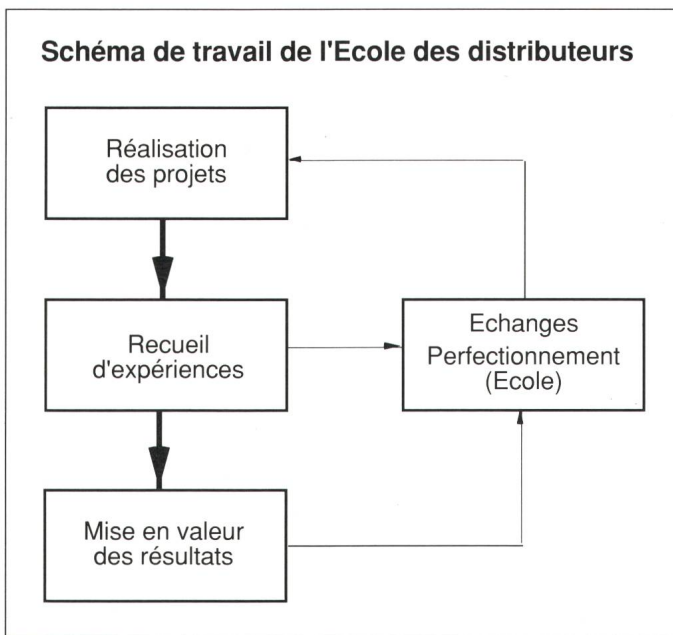 Schéma de travail de l'Ecole des distributeurs
Réalisation
des projets
Recueil
d'expériences
Echanges
Perfectionnement
(Ecole)
Mise en valeur
des résultats